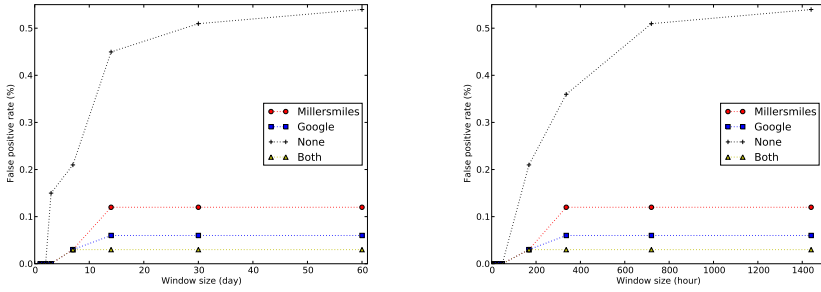 0.5
0.4
0.3
0.2
0.1
0.0
False positive rate (%)
0 10 20 30 40 50 60
Window size (day)
Millersmiles
Google
None
Both
0.5
0.4
0.3
0.2
0.1
0.0
False positive rate (%)
0 200 400 600 800 1000 1200 1400
Window size (hour)
Millersmiles
Google
None
Both